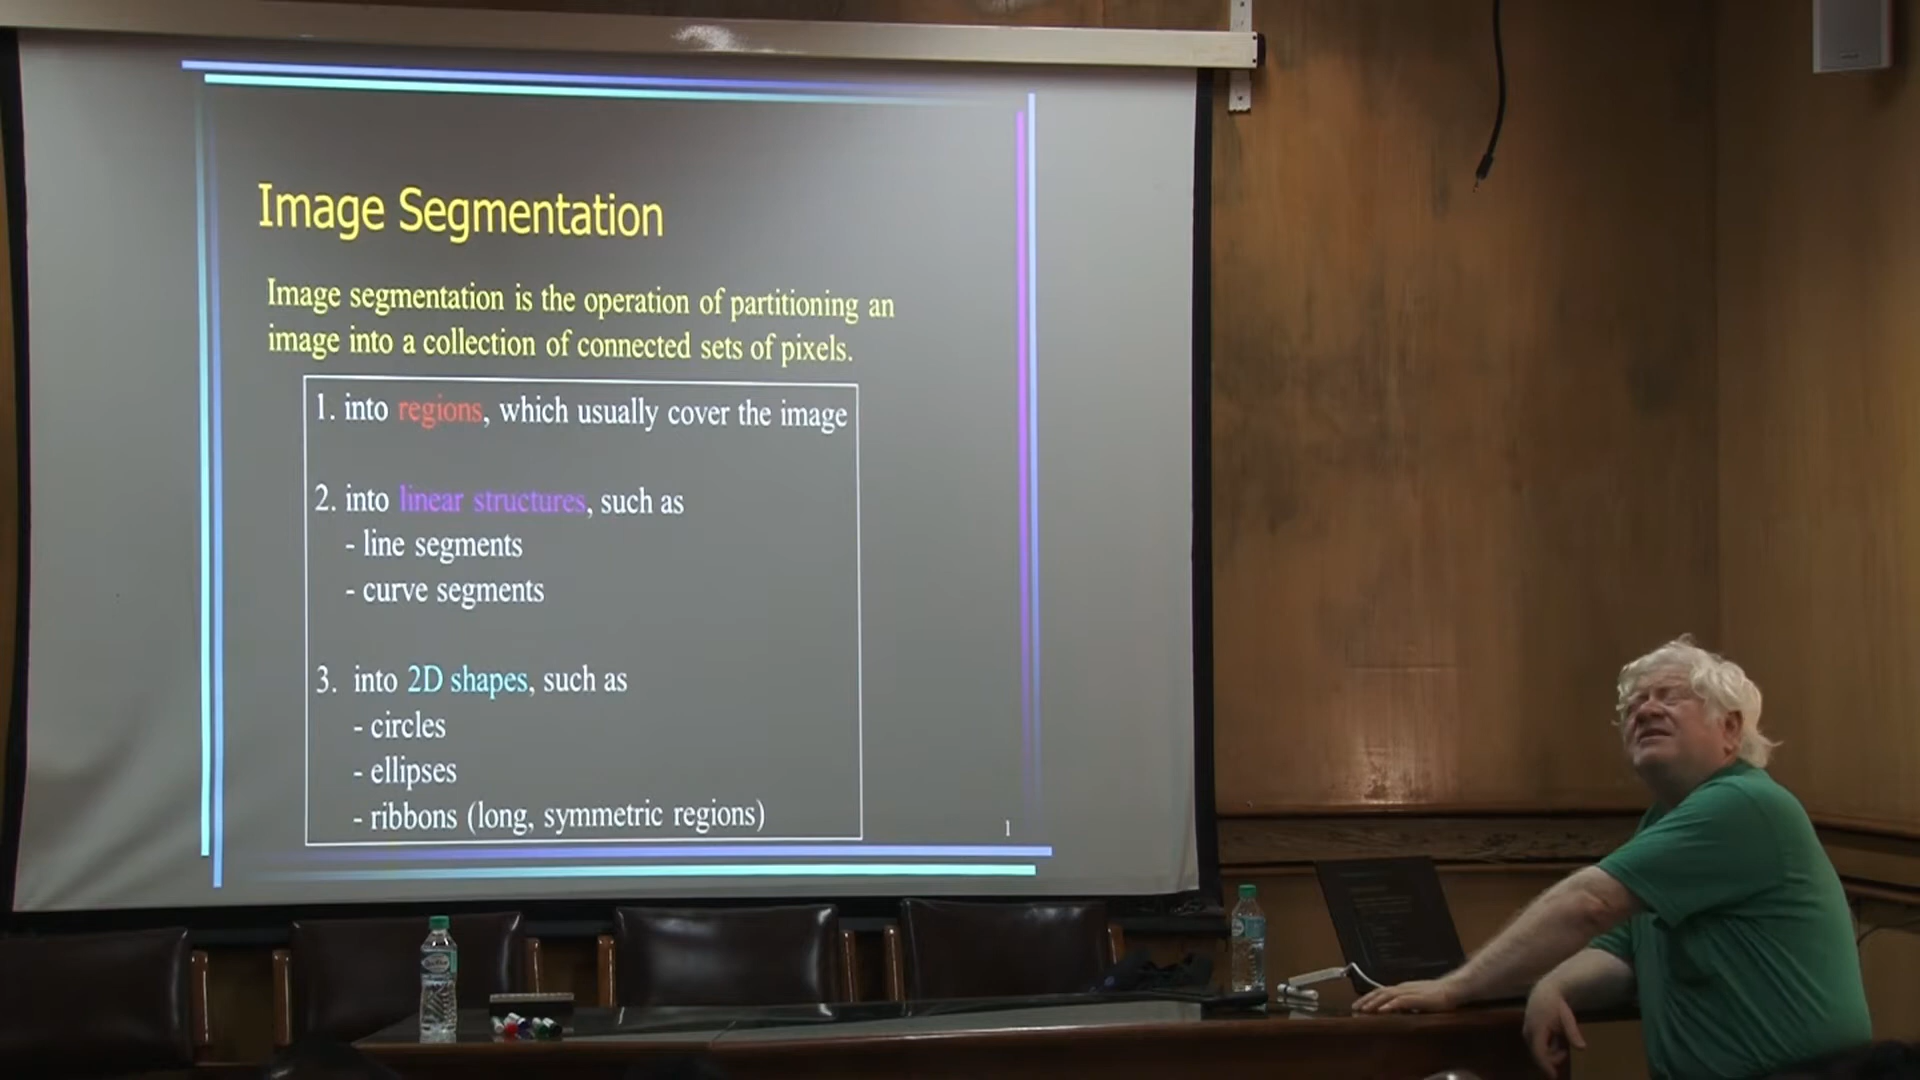 Image Segmentation
Image segmentation is the operation of partitioning an
image into a collection of connected sets of pixels.
1. into regions, which usually cover the image
2. into linear structures, such as
- line segments
- curve segments
3. into 2D shapes, such as
- circles
- ellipses
- ribbons (long, symmetric regions)
1